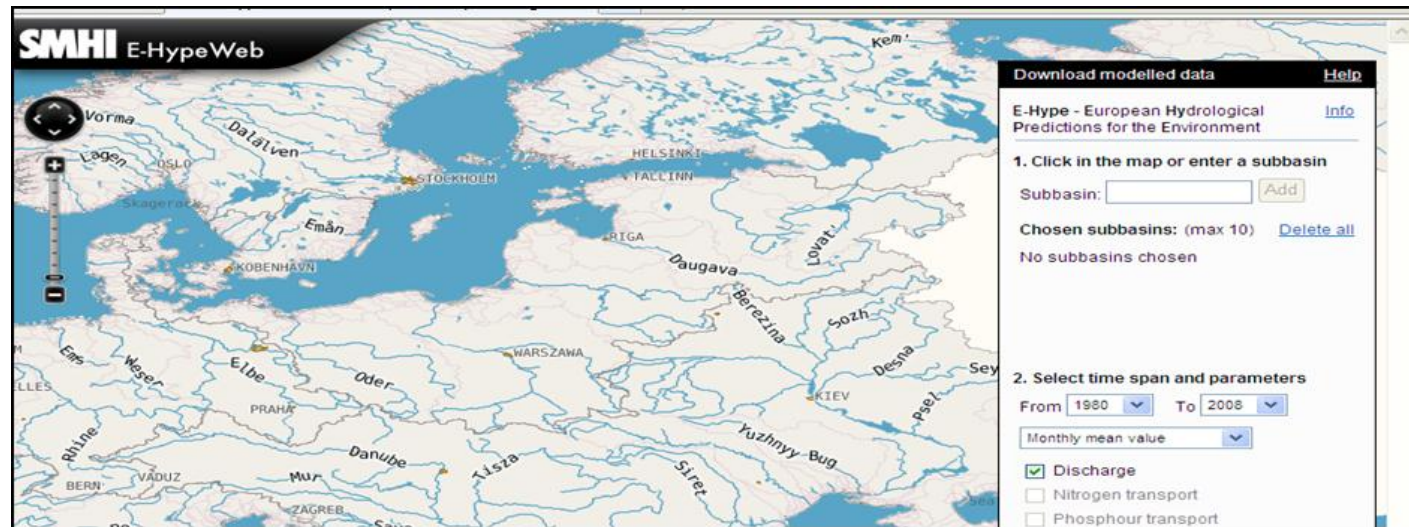 SMHI E-HypeWeb
Kem'
Vorma
Dalälven
Lagen
OSLO
HELSINKI
STOCKHOLM
TALLINN
Skagerack
Emån
RIGA
Lovat'
KOBENHAVN
Daugava
Berezina
Sozh
Ems
Weser
Elbe
WARSZAWA
Desna
Sey
LLES
Oder
KIEV
Psel
PRAHA
Rhine
Yuzhnyy Bug
Danube
Tisza
Siret
BERN
VADUZ
Mur
ZAGREB
Download modelled data Help
E-Hype - European Hydrological Info
Predictions for the Environment
1. Click in the map or enter a subbasin
Subbasin: Add
Chosen subbasins: (max 10) Delete all
No subbasins chosen
2. Select time span and parameters
From 1980 To 2008
Monthly mean value
Discharge
Nitrogen transport
Phosphour transport